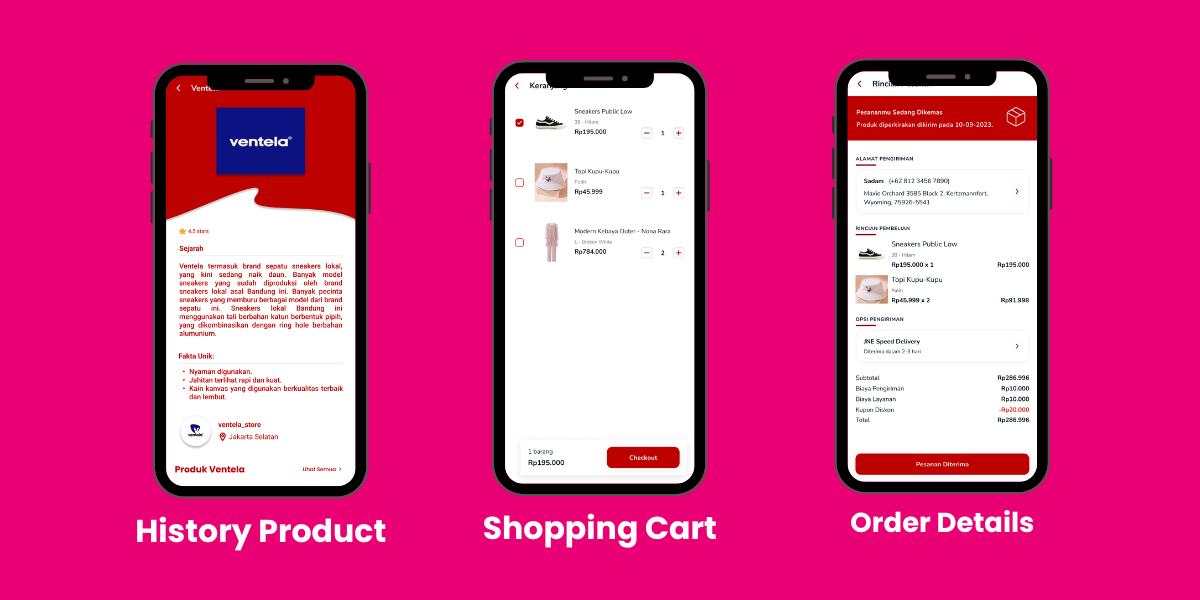 ventela®
4.5 stars
Sejarah
Ventela termasuk brand sepatu sneakers lokal,
yang kini sedang naik daun. Banyak model
sneakers yang sudah diproduksi oleh brand
sneakers lokal asal Bandung ini. Banyak pecinta
sneakers yang memburu berbagai model dari brand
sepatu ini. Sneakers lokal Bandung ini
menggunakan tali berbahan katun berbentuk pipih,
yang dikombinasikan dengan ring hole berbahan
alumunium.
Fakta Unik:
• Nyaman digunakan.
• Jahitan terlihat rapi dan kuat.
• Kain kanvas yang digunakan berkualitas terbaik
dan lembut.
ventela
ventela_store
Jakarta Selatan
Produk Ventela
Lihat Semua >
History Product
Sneakers Public Low
38 - Hitam
Rp195.000
1
Topi Kupu-Kupu
Putih
Rp45.999
1
Modern Kebaya Outer - Nona Rara
L - Broken White
Rp784.000
2
1 barang
Rp195.000
Checkout
Shopping Cart
Pesananmu Sedang Dikemas
Produk diperkirakan dikirim pada 10-09-2023.
ALAMAT PENGIRIMAN
Sadam (+62 812 3456 7890)
Maxie Orchard 3585 Block 2, Kertzmannfort,
Wyoming, 75926-5541
RINCIAN PEMBELIAN
Sneakers Public Low
38 - Hitam
Rp195.000 x 1 Rp195.000
Topi Kupu-Kupu
Putih
Rp45.999 x 2 Rp91.998
OPSI PENGIRIMAN
JNE Speed Delivery
Diterima dalam 2-3 hari
Subtotal Rp286.996
Biaya Pengiriman Rp10.000
Biaya Layanan Rp10.000
Kupon Diskon -Rp20.000
Total Rp286.996
Pesanan Diterima
Order Details